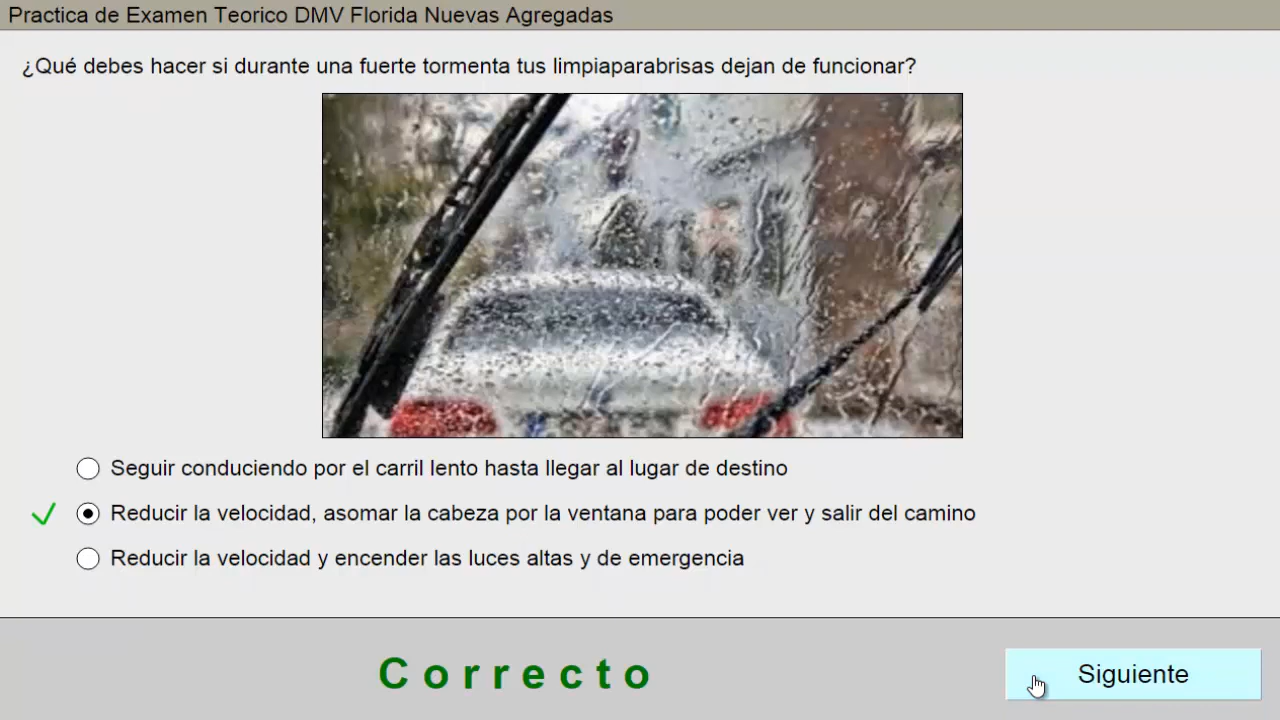 Practica de Examen Teorico DMV Florida Nuevas Agregadas
¿Qué debes hacer si durante una fuerte tormenta tus limpiaparabrisas dejan de funcionar?
Seguir conduciendo por el carril lento hasta llegar al lugar de destino
Reducir la velocidad, asomar la cabeza por la ventana para poder ver y salir del camino
Reducir la velocidad y encender las luces altas y de emergencia
Correcto
Siguiente